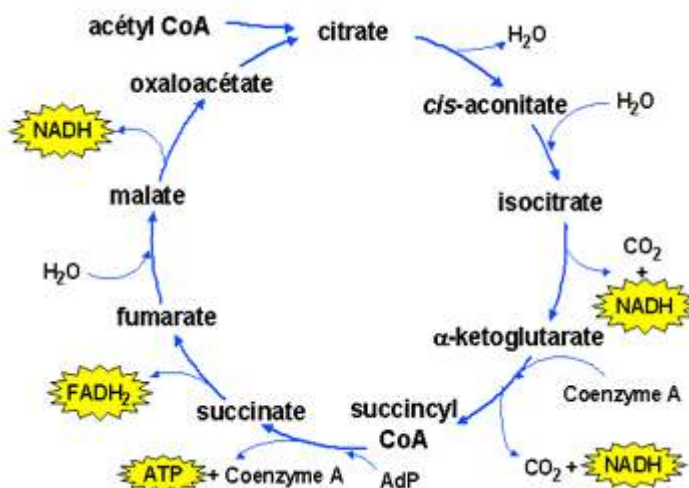 acétyl CoA
citrate
H₂O
oxaloacétate
cis-aconitate
H₂O
NADH
malate
isocitrate
CO₂
+
NADH
H₂O
fumarate
α-ketoglutarate
FADH₂
Coenzyme A
succinate
succincyl
CoA
ATP + Coenzyme A
AdP
CO₂ + NADH